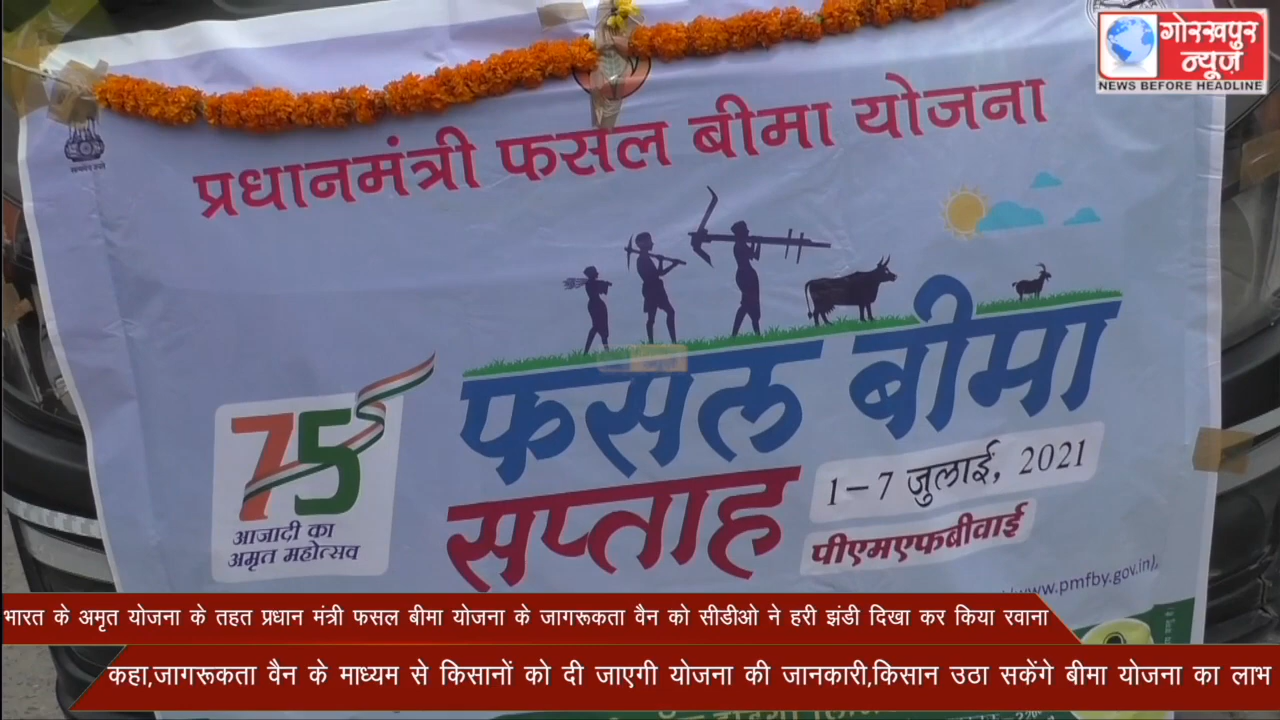 गोरखपुर
न्यूज़
NEWS BEFORE HEADLINE
प्रधानमंत्री फसल बीमा योजना
फसल बीमा
सप्ताह
1-7 जुलाई, 2021
पीएमएफबीवाई
75
आजादी का
अमृत महोत्सव
www.pmfby.gov.in
भारत के अमृत योजना के तहत प्रधान मंत्री फसल बीमा योजना के जागरूकता वैन को सीडीओ ने हरी झंडी दिखा कर किया रवाना
कहा,जागरूकता वैन के माध्यम से किसानों को दी जाएगी योजना की जानकारी,किसान उठा सकेंगे बीमा योजना का लाभ